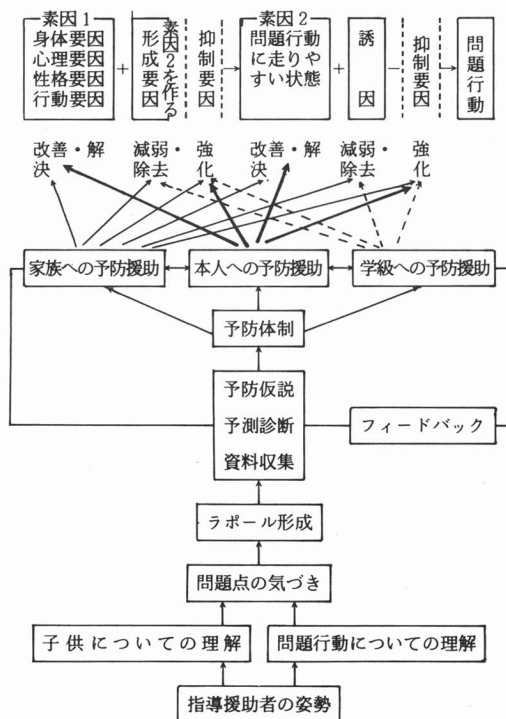 素因1
身体要因
心理要因
性格要因
行動要因
＋
素因2を作る
形成要因
抑制要因
素因2
問題行動
に走りや
すい状態
＋
誘因
―
抑制要因
問題行動
改善・解
決
減弱・
除去
強
化
改善・解
決
減弱・
除去
強
化
家族への予防援助
本人への予防援助
学級への予防援助
予防体制
予防仮説
予測診断
資料収集
フィードバック
ラポール形成
問題点の気づき
子供についての理解
問題行動についての理解
指導援助者の姿勢